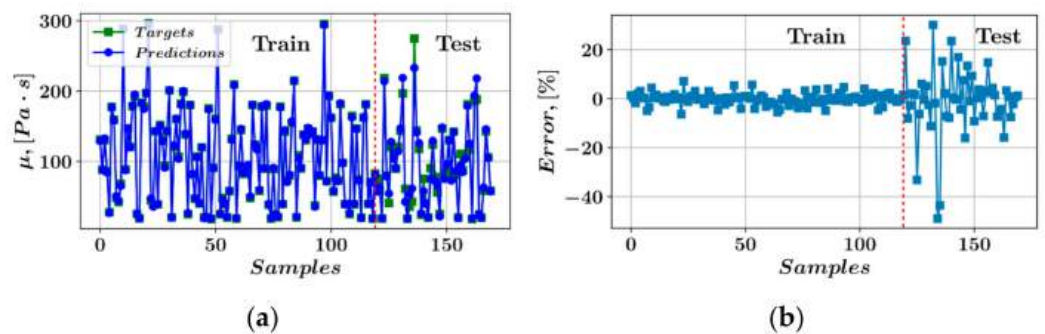 300
200
100
μ, [Pa · s]
Targets
Predictions
Train
Test
0
50
100
150
Samples
(a)
20
0
−20
−40
Error, [%]
Train
Test
0
50
100
150
Samples
(b)